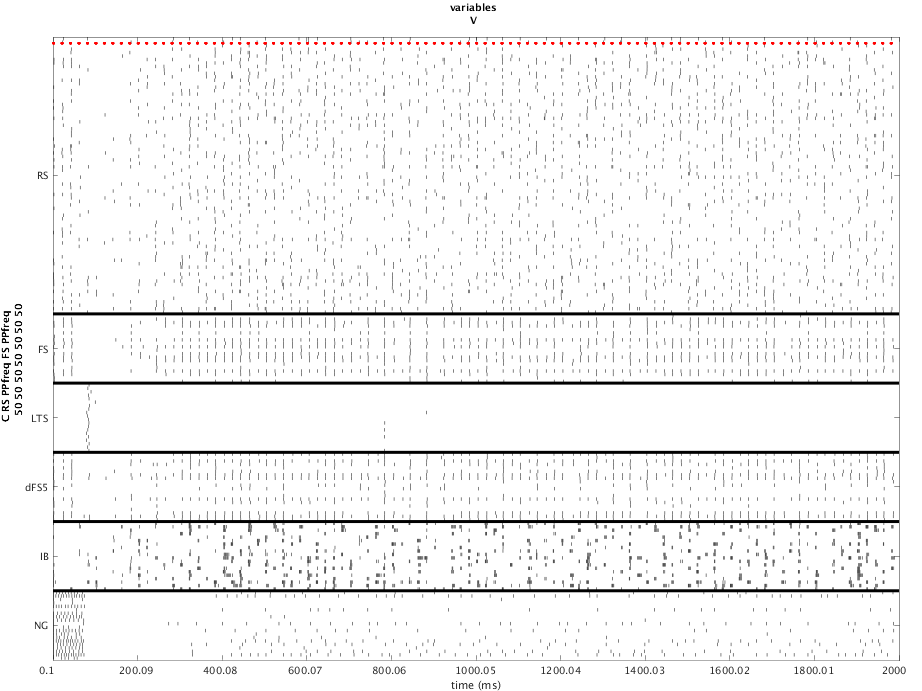 variables
V
RS
FS
LTS
dFS5
IB
NG
C RS PPfreq FS PPfreq
50 50 50 50 50 50 50 50
0.1 200.09 400.08 600.07 800.06 1000.05 1200.04 1400.03 1600.02 1800.01 2000
time (ms)